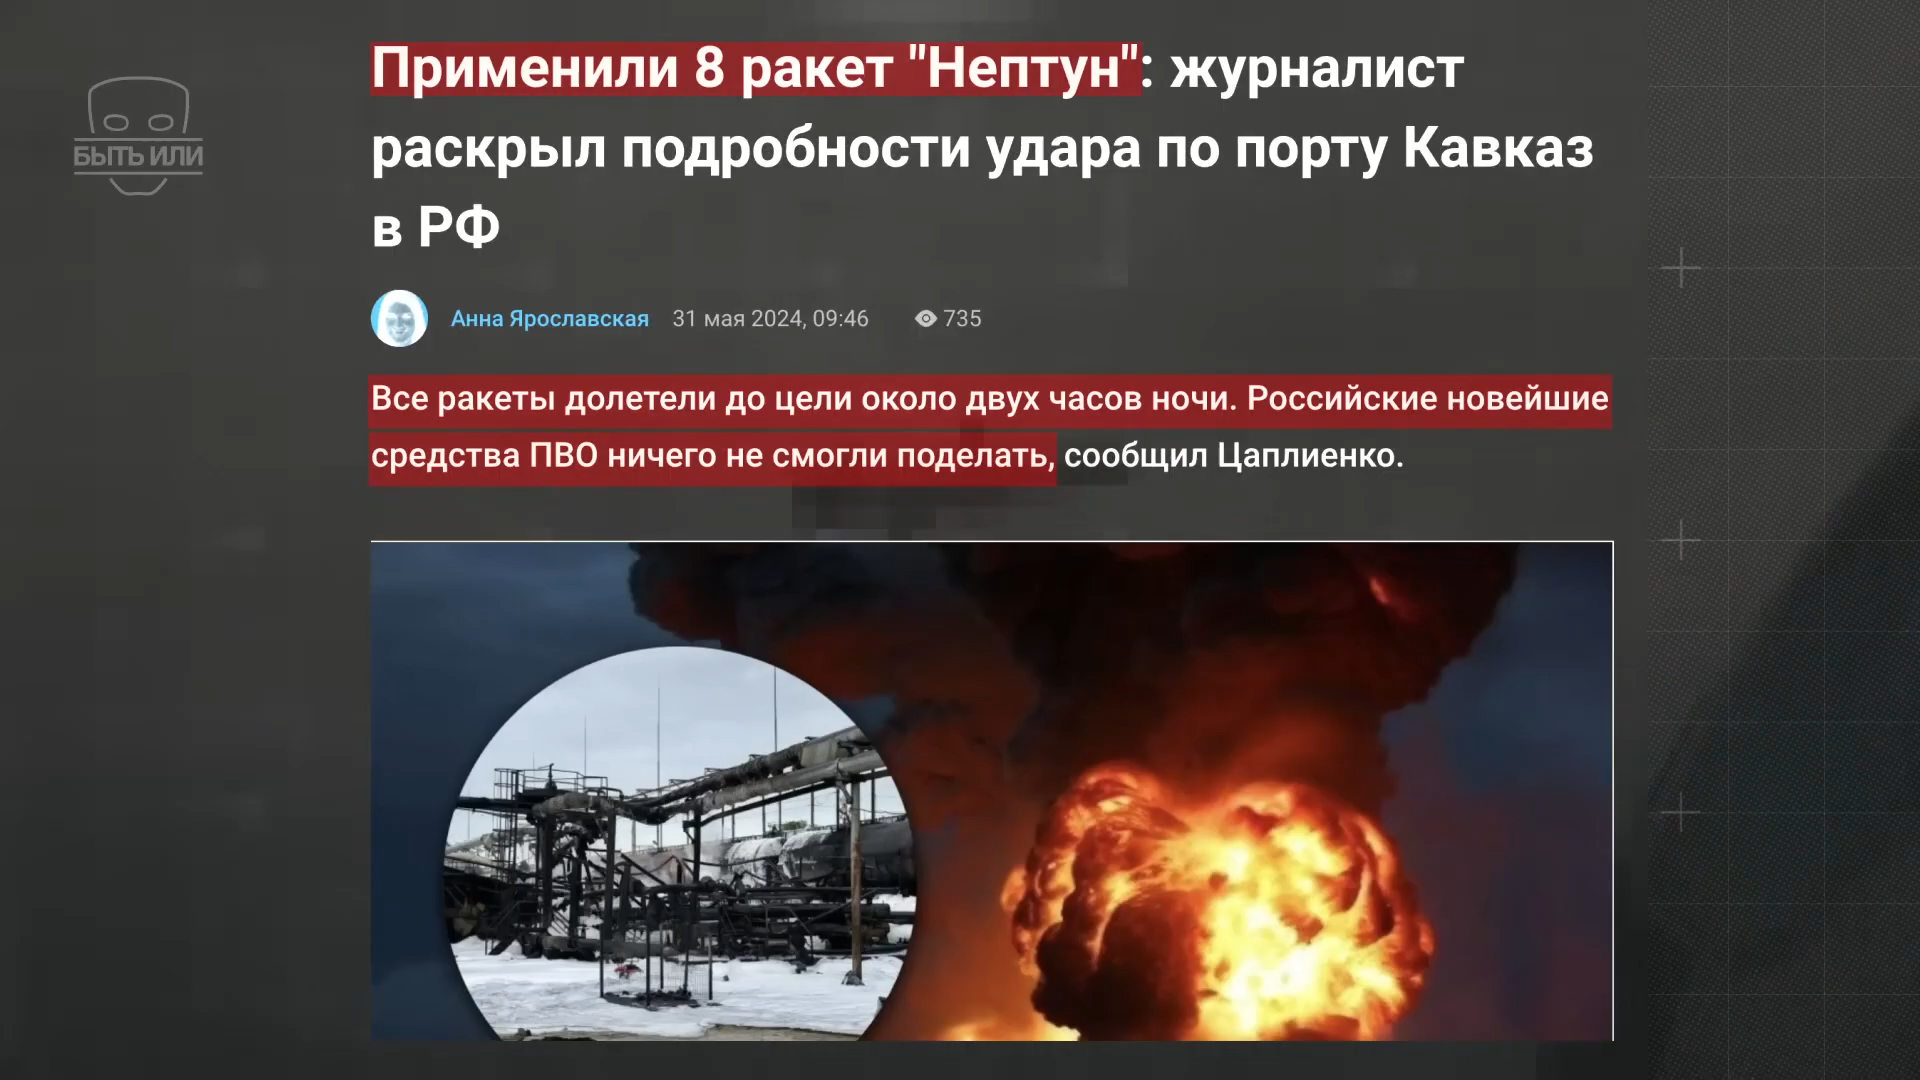 БЫТЬ ИЛИ
Применили 8 ракет "Нептун": журналист
раскрыл подробности удара по порту Кавказ
в РФ
Анна Ярославская 31 мая 2024, 09:46 735
Все ракеты долетели до цели около двух часов ночи. Российские новейшие
средства ПВО ничего не смогли поделать, сообщил Цаплиенко.